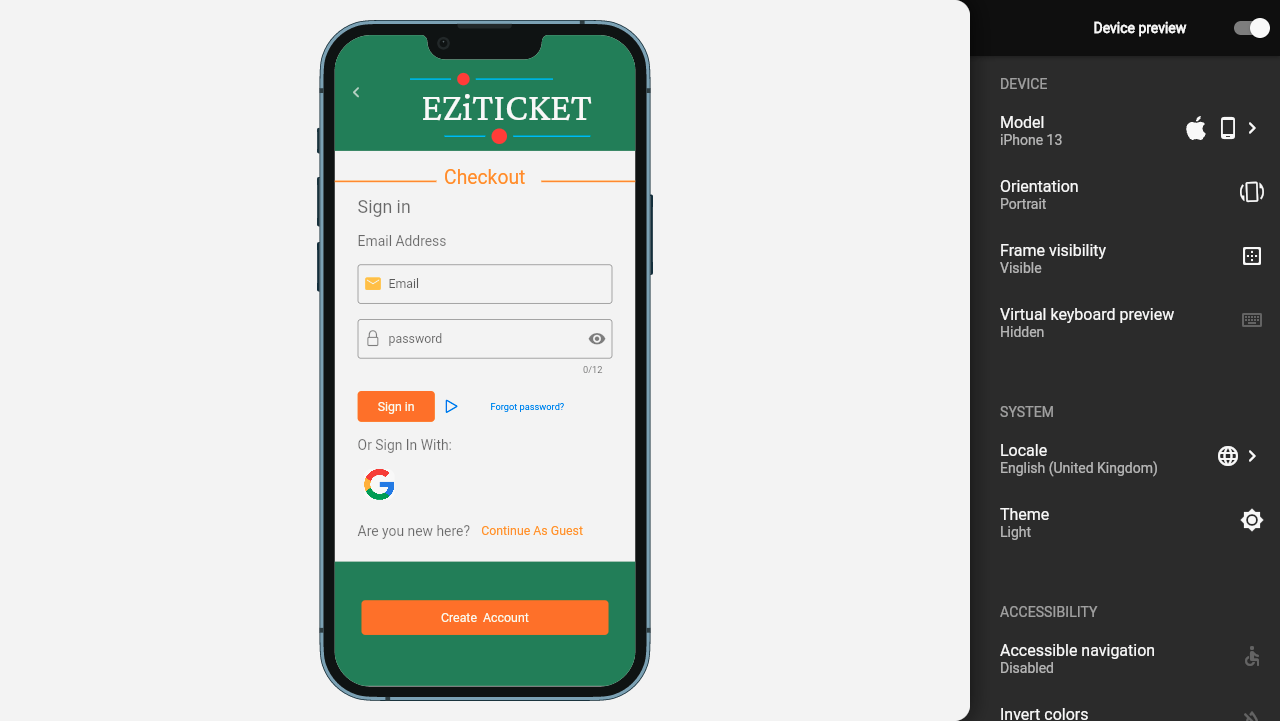 EZiTICKET
Checkout
Sign in
Email Address
Email
password
0/12
Sign in
Forgot password?
Or Sign In With:
Are you new here? Continue As Guest
Create Account
Device preview
DEVICE
Model
iPhone 13
Orientation
Portrait
Frame visibility
Visible
Virtual keyboard preview
Hidden
SYSTEM
Locale
English (United Kingdom)
Theme
Light
ACCESSIBILITY
Accessible navigation
Disabled
Invert colors